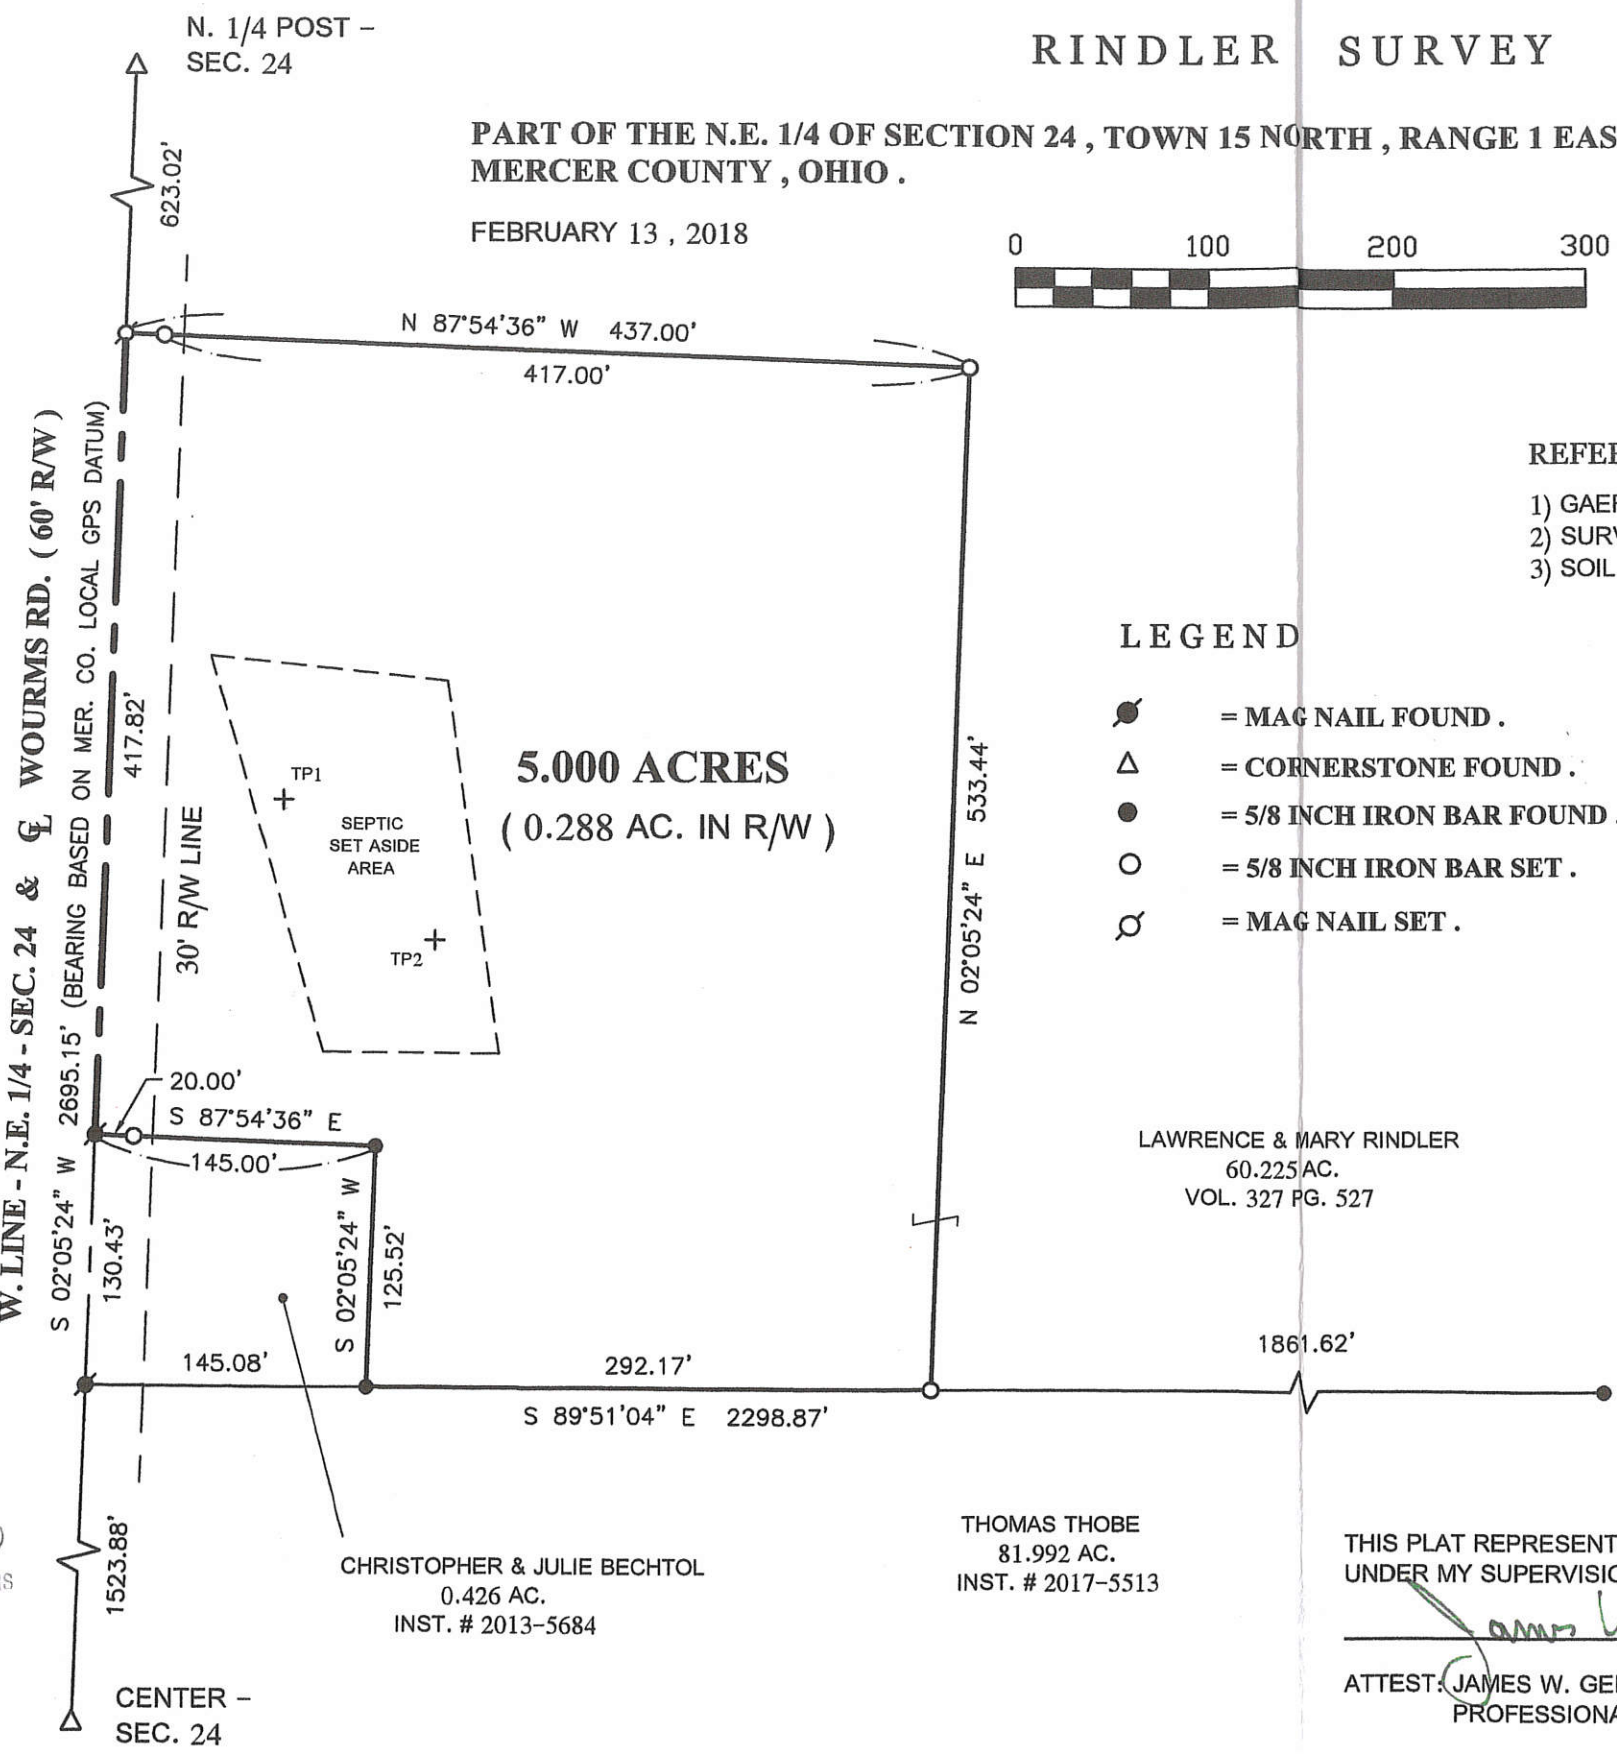 N. 1/4 POST –
SEC. 24
RINDLER SURVEY
PART OF THE N.E. 1/4 OF SECTION 24 , TOWN 15 NORTH , RANGE 1 EAS
MERCER COUNTY , OHIO .
FEBRUARY 13 , 2018
0 100 200 300
623.02'
N 87°54'36" W 437.00'
417.00'
W. LINE - N.E. 1/4 - SEC. 24 & ℄ WOURMS RD. ( 60' R/W )
S 02°05'24" W 2695.15' (BEARING BASED ON MER. CO. LOCAL GPS DATUM)
417.82'
30' R/W LINE
TP1
SEPTIC
SET ASIDE
AREA
TP2
5.000 ACRES
( 0.288 AC. IN R/W )
N 02°05'24" E 533.44'
REFE
1) GAE
2) SUR
3) SOIL
LEGEND
= MAG NAIL FOUND .
= CORNERSTONE FOUND .
= 5/8 INCH IRON BAR FOUND .
= 5/8 INCH IRON BAR SET .
= MAG NAIL SET .
20.00'
S 87°54'36" E
145.00'
130.43'
S 02°05'24" W
125.52'
LAWRENCE & MARY RINDLER
60.225 AC.
VOL. 327 PG. 527
145.08'
292.17'
1861.62'
S 89°51'04" E 2298.87'
1523.88'
CHRISTOPHER & JULIE BECHTOL
0.426 AC.
INST. # 2013-5684
THOMAS THOBE
81.992 AC.
INST. # 2017-5513
THIS PLAT REPRESENT
UNDER MY SUPERVISIO
ATTEST: JAMES W. GE
PROFESSIONA
CENTER –
SEC. 24